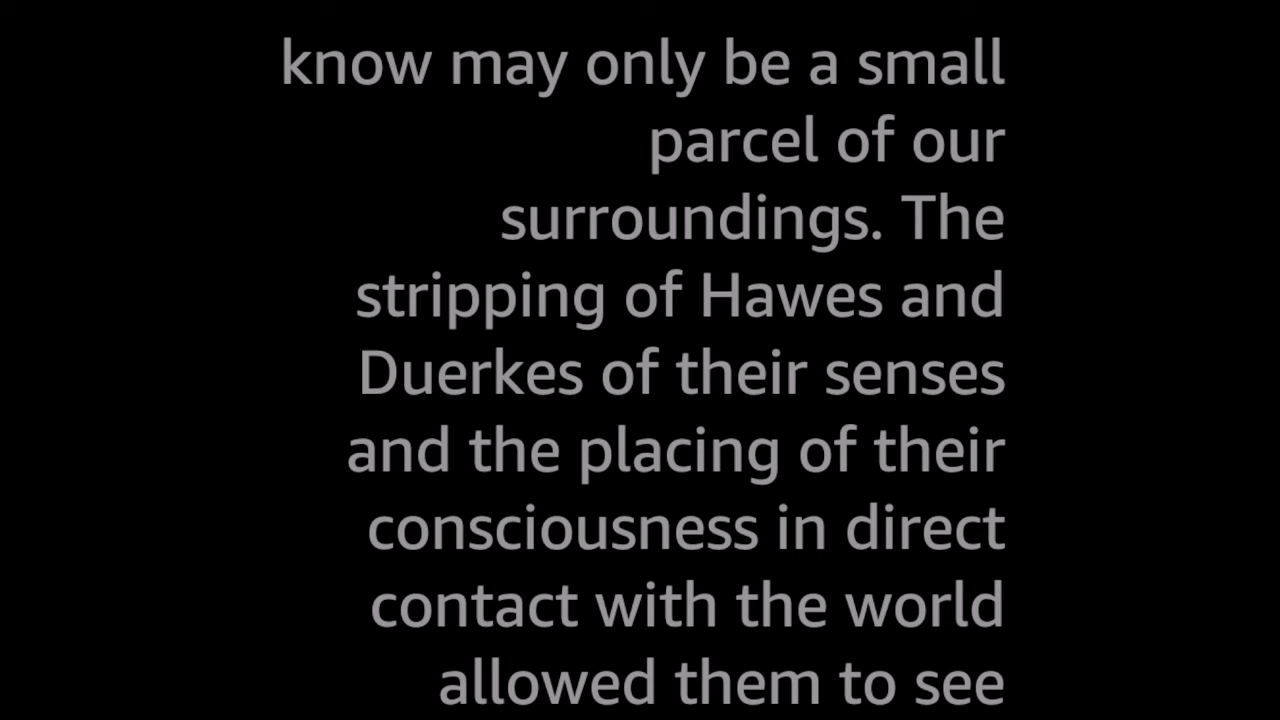 know may only be a small
parcel of our
surroundings. The
stripping of Hawes and
Duerkes of their senses
and the placing of their
consciousness in direct
contact with the world
allowed them to see